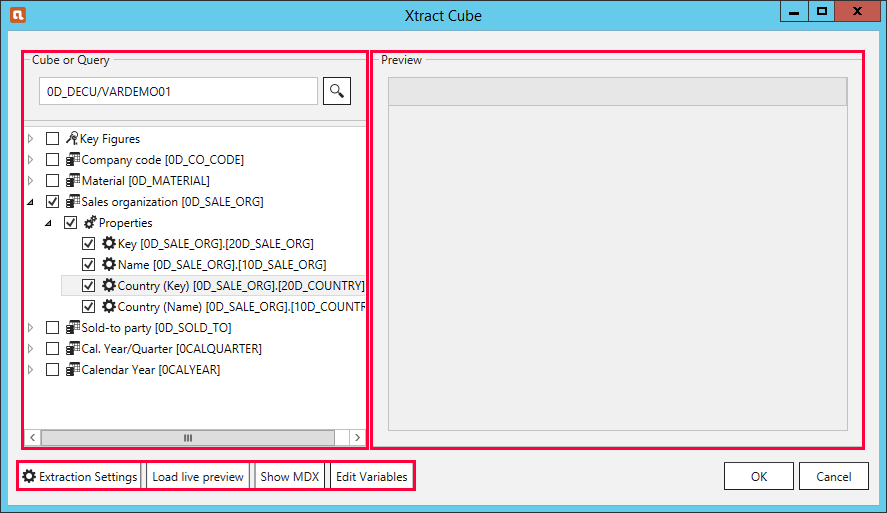 Xtract Cube
Cube or Query
0D_DECU/VARDEMO01
Key Figures
Company code [0D_CO_CODE]
Material [0D_MATERIAL]
Sales organization [0D_SALE_ORG]
Properties
Key [0D_SALE_ORG].[20D_SALE_ORG]
Name [0D_SALE_ORG].[10D_SALE_ORG]
Country (Key) [0D_SALE_ORG].[20D_COUNTRY]
Country (Name) [0D_SALE_ORG].[10D_COUNTR
Sold-to party [0D_SOLD_TO]
Cal. Year/Quarter [0CALQUARTER]
Calendar Year [0CALYEAR]
Preview
Extraction Settings
Load live preview
Show MDX
Edit Variables
OK
Cancel